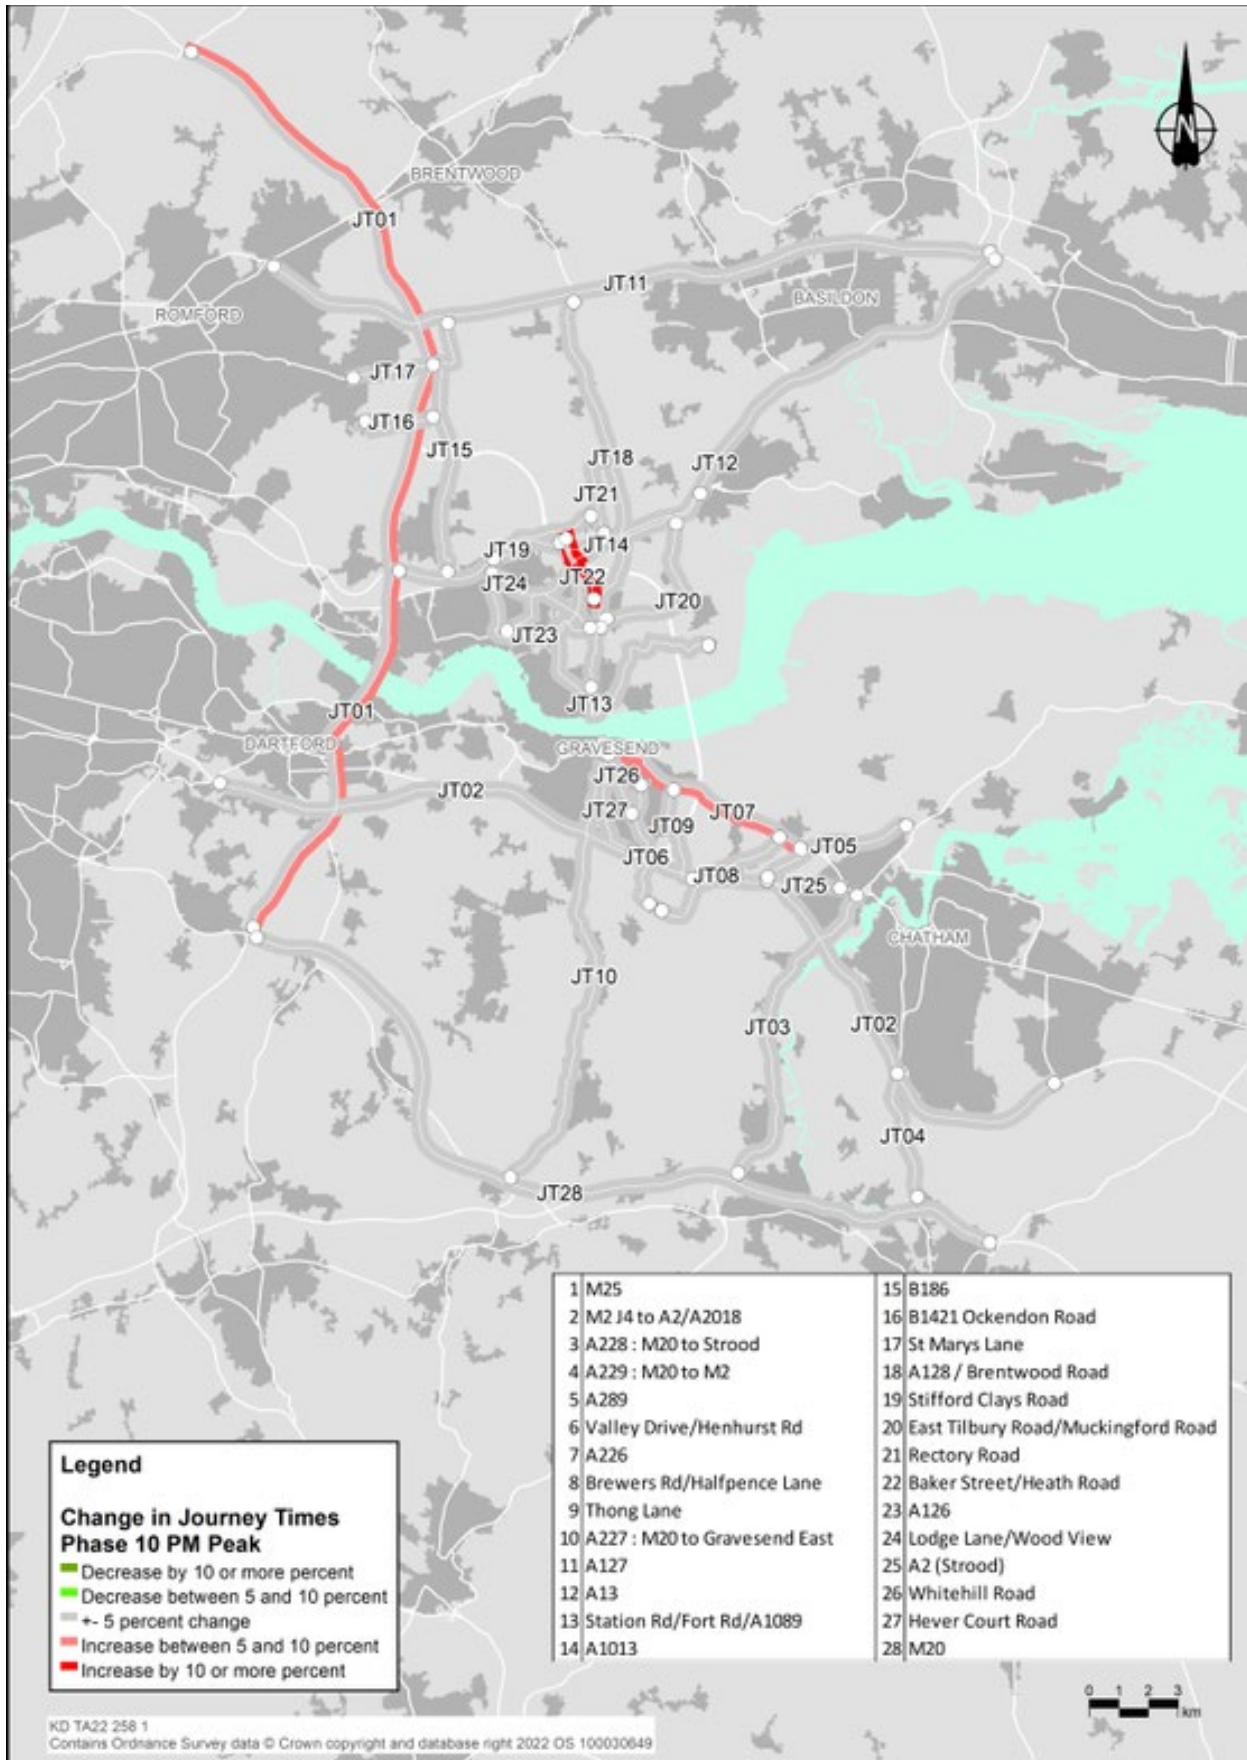 N
BRENTWOOD
JT01
JT11
BASILDON
ROMFORD
JT17
JT16
JT15
JT18
JT12
JT21
JT19
JT14
JT24
JT22
JT20
JT23
JT13
JT01
DARTFORD
GRAVESEND
JT26
JT02
JT27
JT09
JT07
JT05
JT06
JT08
JT25
CHATHAM
JT10
JT03
JT02
JT04
JT28
1 M25
2 M2 J4 to A2/A2018
3 A228 : M20 to Strood
4 A229 : M20 to M2
5 A289
6 Valley Drive/Henhurst Rd
7 A226
8 Brewers Rd/Halfpence Lane
9 Thong Lane
10 A227 : M20 to Gravesend East
11 A127
12 A13
13 Station Rd/Fort Rd/A1089
14 A1013
15 B186
16 B1421 Ockendon Road
17 St Marys Lane
18 A128 / Brentwood Road
19 Stifford Clays Road
20 East Tilbury Road/Muckingford Road
21 Rectory Road
22 Baker Street/Heath Road
23 A126
24 Lodge Lane/Wood View
25 A2 (Strood)
26 Whitehill Road
27 Hever Court Road
28 M20
Legend
Change in Journey Times
Phase 10 PM Peak
Decrease by 10 or more percent
Decrease between 5 and 10 percent
+- 5 percent change
Increase between 5 and 10 percent
Increase by 10 or more percent
0 1 2 3
km
KD TA22 258 1
Contains Ordnance Survey data © Crown copyright and database right 2022 OS 100030649